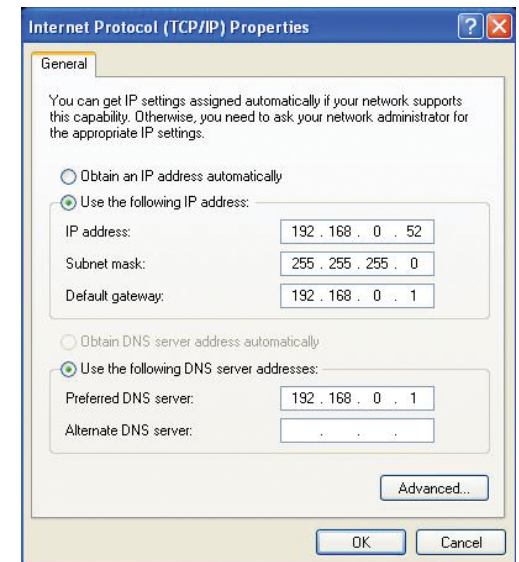 Internet Protocol (TCP/IP) Properties
General
You can get IP settings assigned automatically if your network supports
this capability. Otherwise, you need to ask your network administrator for
the appropriate IP settings.
Obtain an IP address automatically
Use the following IP address:
IP address: 192 . 168 . 0 . 52
Subnet mask: 255 . 255 . 255 . 0
Default gateway: 192 . 168 . 0 . 1
Obtain DNS server address automatically
Use the following DNS server addresses:
Preferred DNS server: 192 . 168 . 0 . 1
Alternate DNS server: . . .
Advanced...
OK Cancel